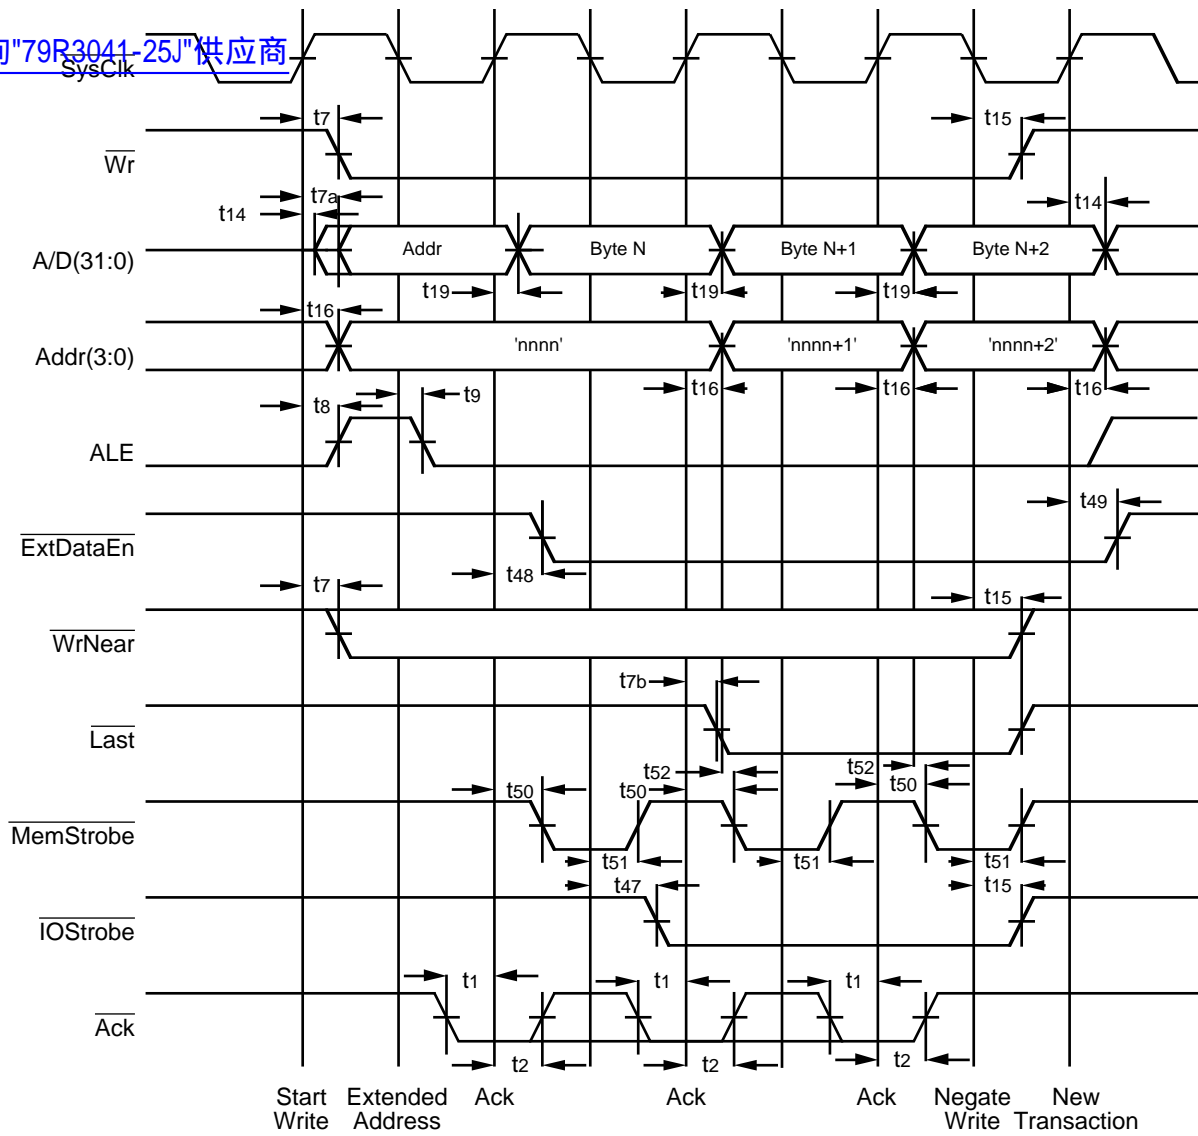 询"79R3041-25J"供应商
SysClk
t7
t15
Wr
t7a
t14
t14
Addr
Byte N
Byte N+1
Byte N+2
A/D(31:0)
t19
t19
t19
t16
'nnnn'
'nnnn+1'
'nnnn+2'
Addr(3:0)
t16
t16
t16
t9
t8
ALE
t49
ExtDataEn
t48
t7
t15
WrNear
t7b
Last
t52
t52
t50
t50
t50
MemStrobe
t51
t51
t51
t47
t15
IOStrobe
t1
t1
t1
Ack
t2
t2
t2
Start Write
Extended Address
Ack
Ack
Ack
Negate Write
New Transaction